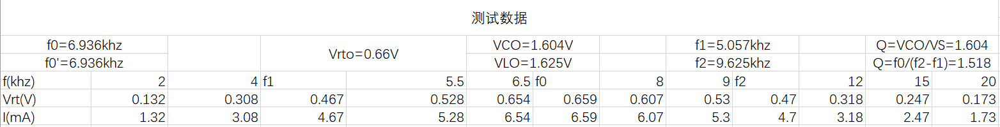 测试数据
f0=6.936khz Vrto=0.66V VCO=1.604V f1=5.057khz Q=VCO/VS=1.604
f0'=6.936khz VLO=1.625V f2=9.625khz Q=f0/(f2-f1)=1.518
f(khz) 2 4 f1 5.5 6.5 f0 8 9 f2 12 15 20
Vrt(V) 0.132 0.308 0.467 0.528 0.654 0.659 0.607 0.53 0.47 0.318 0.247 0.173
I(mA) 1.32 3.08 4.67 5.28 6.54 6.59 6.07 5.3 4.7 3.18 2.47 1.73